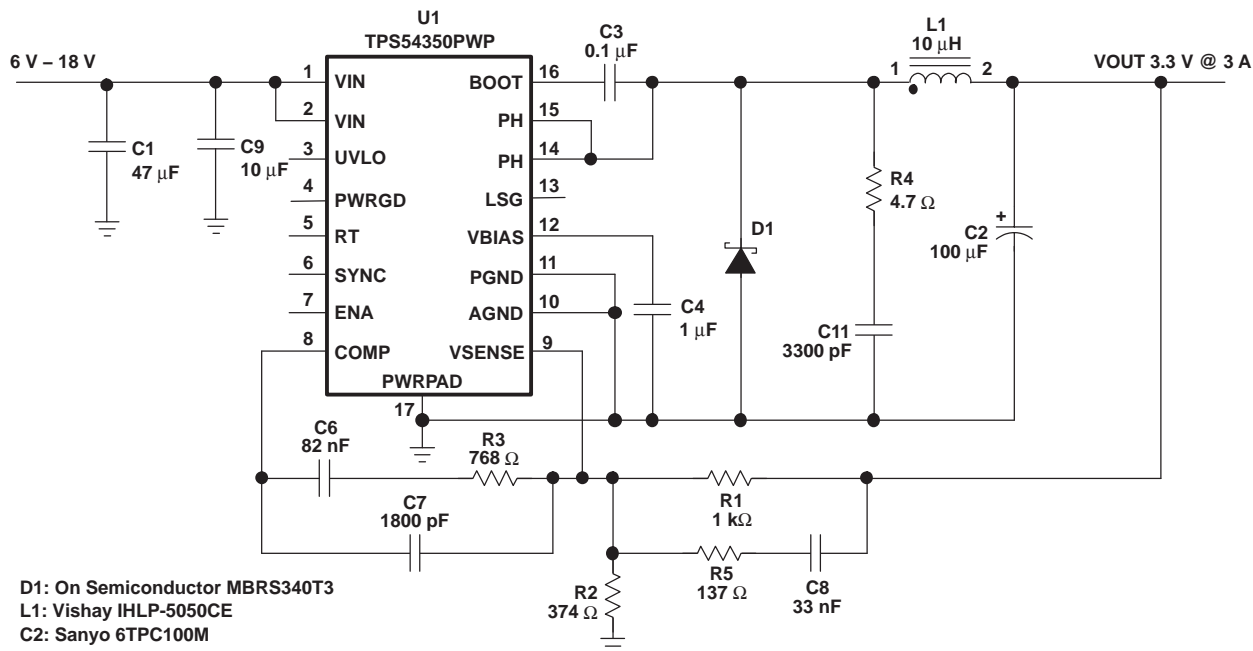 U1
TPS54350PWP
6 V – 18 V
C1
47 μF
C9
10 μF
1 VIN
2 VIN
3 UVLO
4 PWRGD
5 RT
6 SYNC
7 ENA
8 COMP
BOOT 16
PH 15
PH 14
LSG 13
VBIAS 12
PGND 11
AGND 10
VSENSE 9
PWRPAD
17
C3
0.1 μF
L1
10 μH
1 2
VOUT 3.3 V @ 3 A
R4
4.7 Ω
D1
C2
100 μF
+
C4
1 μF
C11
3300 pF
C6
82 nF
R3
768 Ω
C7
1800 pF
R1
1 kΩ
R5
137 Ω
C8
33 nF
R2
374 Ω
D1: On Semiconductor MBRS340T3
L1: Vishay IHLP-5050CE
C2: Sanyo 6TPC100M